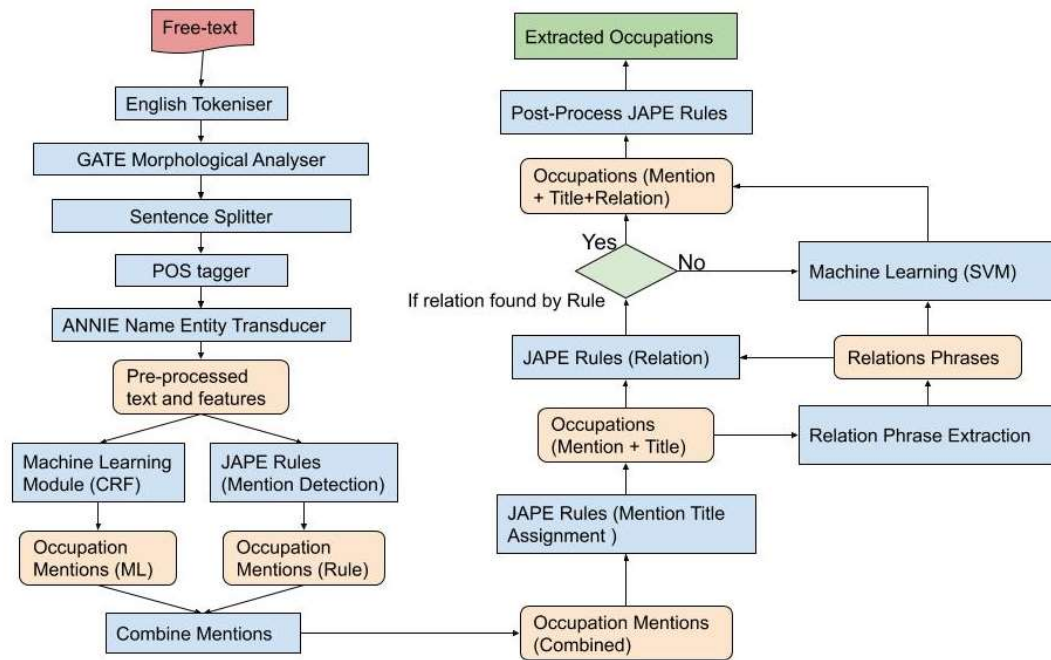 Free-text
English Tokeniser
GATE Morphological Analyser
Sentence Splitter
POS tagger
ANNIE Name Entity Transducer
Pre-processed
text and features
Machine Learning
Module (CRF)
JAPE Rules
(Mention Detection)
Occupation
Mentions (ML)
Occupation
Mentions (Rule)
Combine Mentions
Extracted Occupations
Post-Process JAPE Rules
Occupations (Mention
+ Title+Relation)
Yes
No
Machine Learning (SVM)
If relation found by Rule
JAPE Rules (Relation)
Relations Phrases
Occupations
(Mention + Title)
Relation Phrase Extraction
JAPE Rules (Mention Title
Assignment )
Occupation Mentions
(Combined)